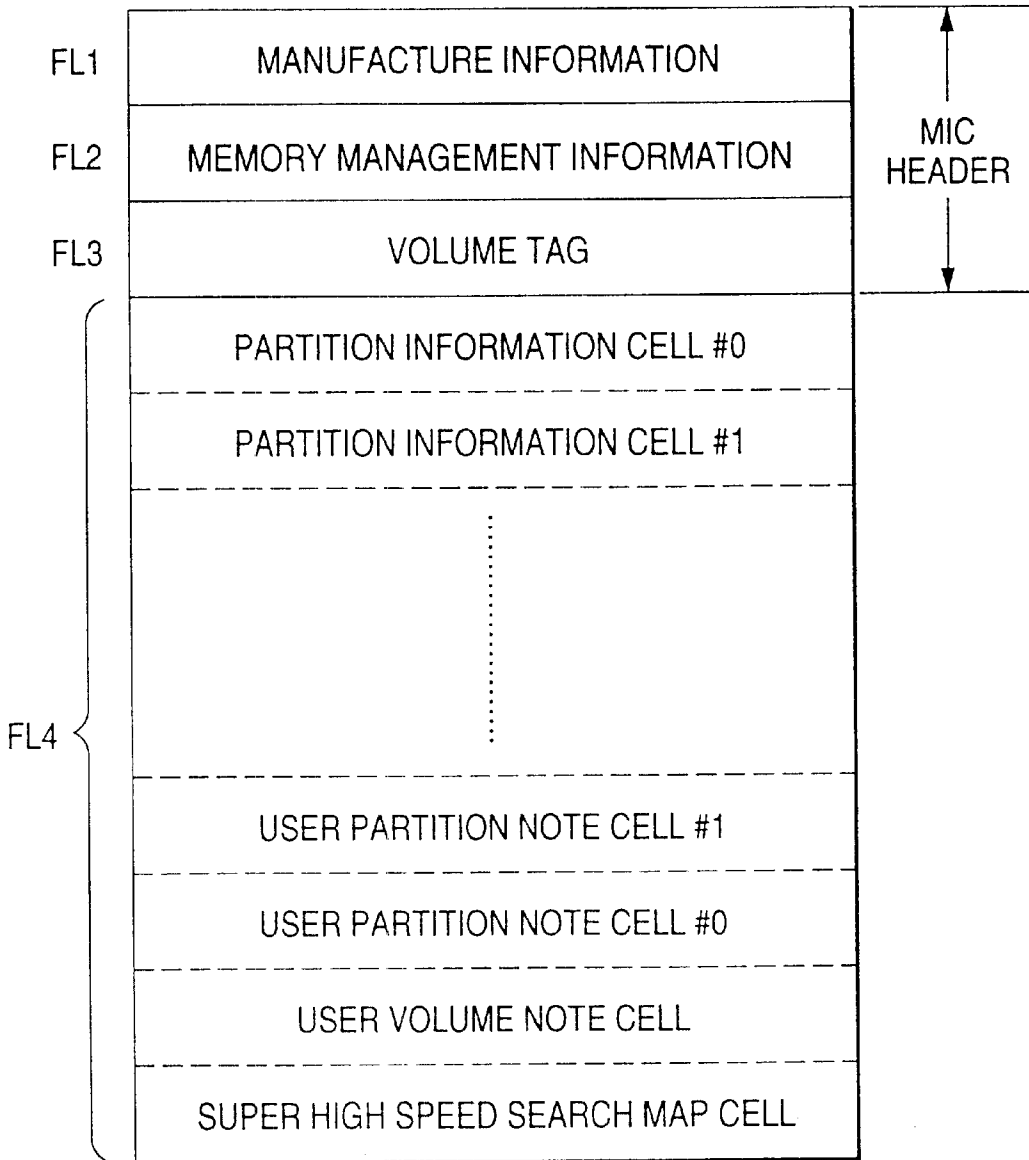 FL1 MANUFACTURE INFORMATION
FL2 MEMORY MANAGEMENT INFORMATION
MIC
HEADER
FL3 VOLUME TAG
PARTITION INFORMATION CELL #0
PARTITION INFORMATION CELL #1
FL4
USER PARTITION NOTE CELL #1
USER PARTITION NOTE CELL #0
USER VOLUME NOTE CELL
SUPER HIGH SPEED SEARCH MAP CELL